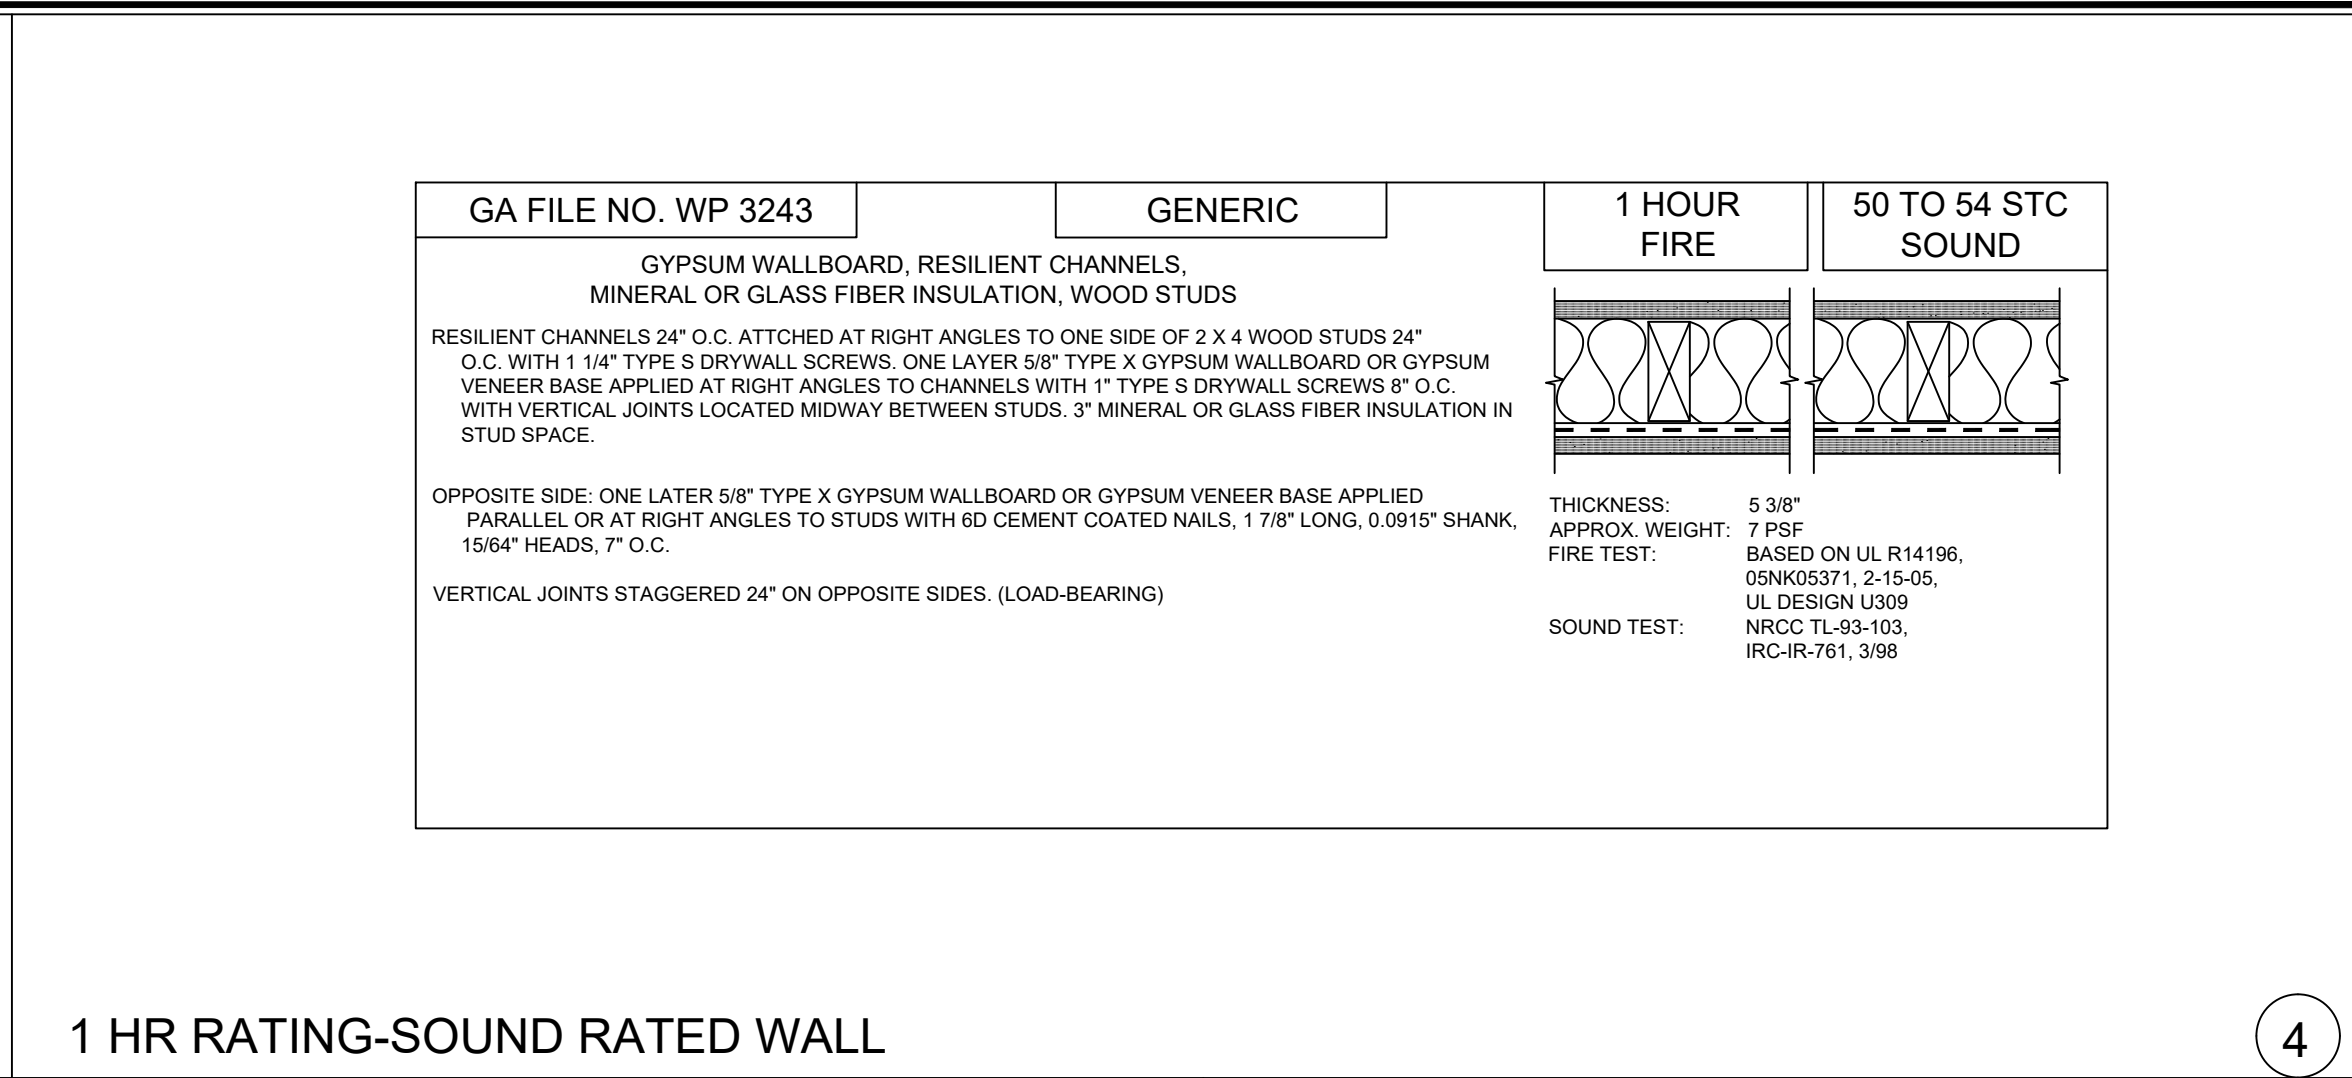 GA FILE NO. WP 3243
GENERIC
1 HOUR
FIRE
50 TO 54 STC
SOUND
GYPSUM WALLBOARD, RESILIENT CHANNELS,
MINERAL OR GLASS FIBER INSULATION, WOOD STUDS
RESILIENT CHANNELS 24" O.C. ATTCHED AT RIGHT ANGLES TO ONE SIDE OF 2 X 4 WOOD STUDS 24"
O.C. WITH 1 1/4" TYPE S DRYWALL SCREWS. ONE LAYER 5/8" TYPE X GYPSUM WALLBOARD OR GYPSUM
VENEER BASE APPLIED AT RIGHT ANGLES TO CHANNELS WITH 1" TYPE S DRYWALL SCREWS 8" O.C.
WITH VERTICAL JOINTS LOCATED MIDWAY BETWEEN STUDS. 3" MINERAL OR GLASS FIBER INSULATION IN
STUD SPACE.
OPPOSITE SIDE: ONE LATER 5/8" TYPE X GYPSUM WALLBOARD OR GYPSUM VENEER BASE APPLIED
PARALLEL OR AT RIGHT ANGLES TO STUDS WITH 6D CEMENT COATED NAILS, 1 7/8" LONG, 0.0915" SHANK,
15/64" HEADS, 7" O.C.
VERTICAL JOINTS STAGGERED 24" ON OPPOSITE SIDES. (LOAD-BEARING)
THICKNESS: 5 3/8"
APPROX. WEIGHT: 7 PSF
FIRE TEST: BASED ON UL R14196,
05NK05371, 2-15-05,
UL DESIGN U309
SOUND TEST: NRCC TL-93-103,
IRC-IR-761, 3/98
1 HR RATING-SOUND RATED WALL
4